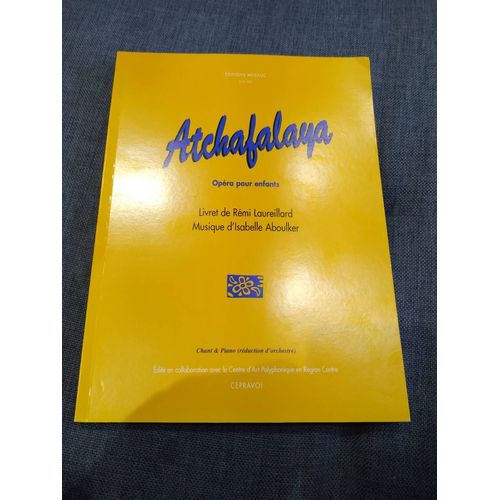 Atchafalaya
Opéra pour enfants
Livret de Rémi Laureillard
Musique d'Isabelle Aboulker
Chant & Piano (réduction d'orchestre)
Edité en collaboration avec le Centre d'Art Polyphonique en Région Centre
CEPRAVOI